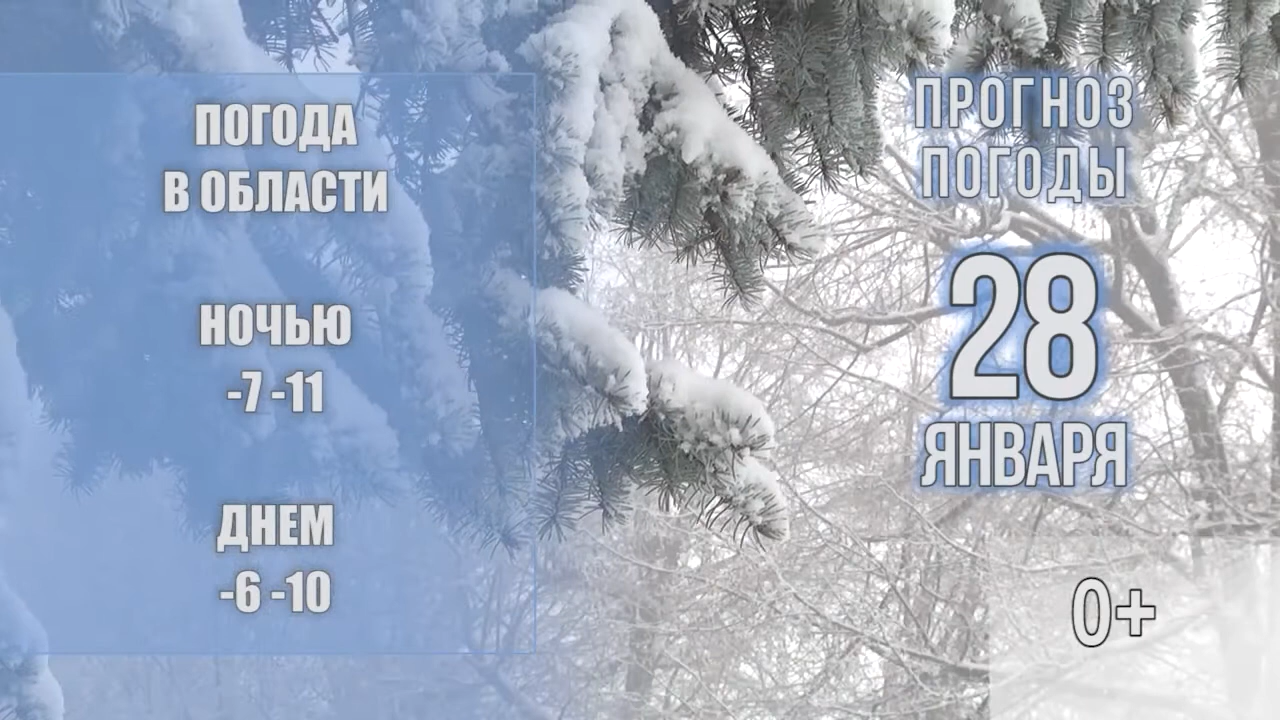 ПОГОДА
В ОБЛАСТИ
НОЧЬЮ
-7 -11
ДНЕМ
-6 -10
ПРОГНОЗ
ПОГОДЫ
28
ЯНВАРЯ
0+